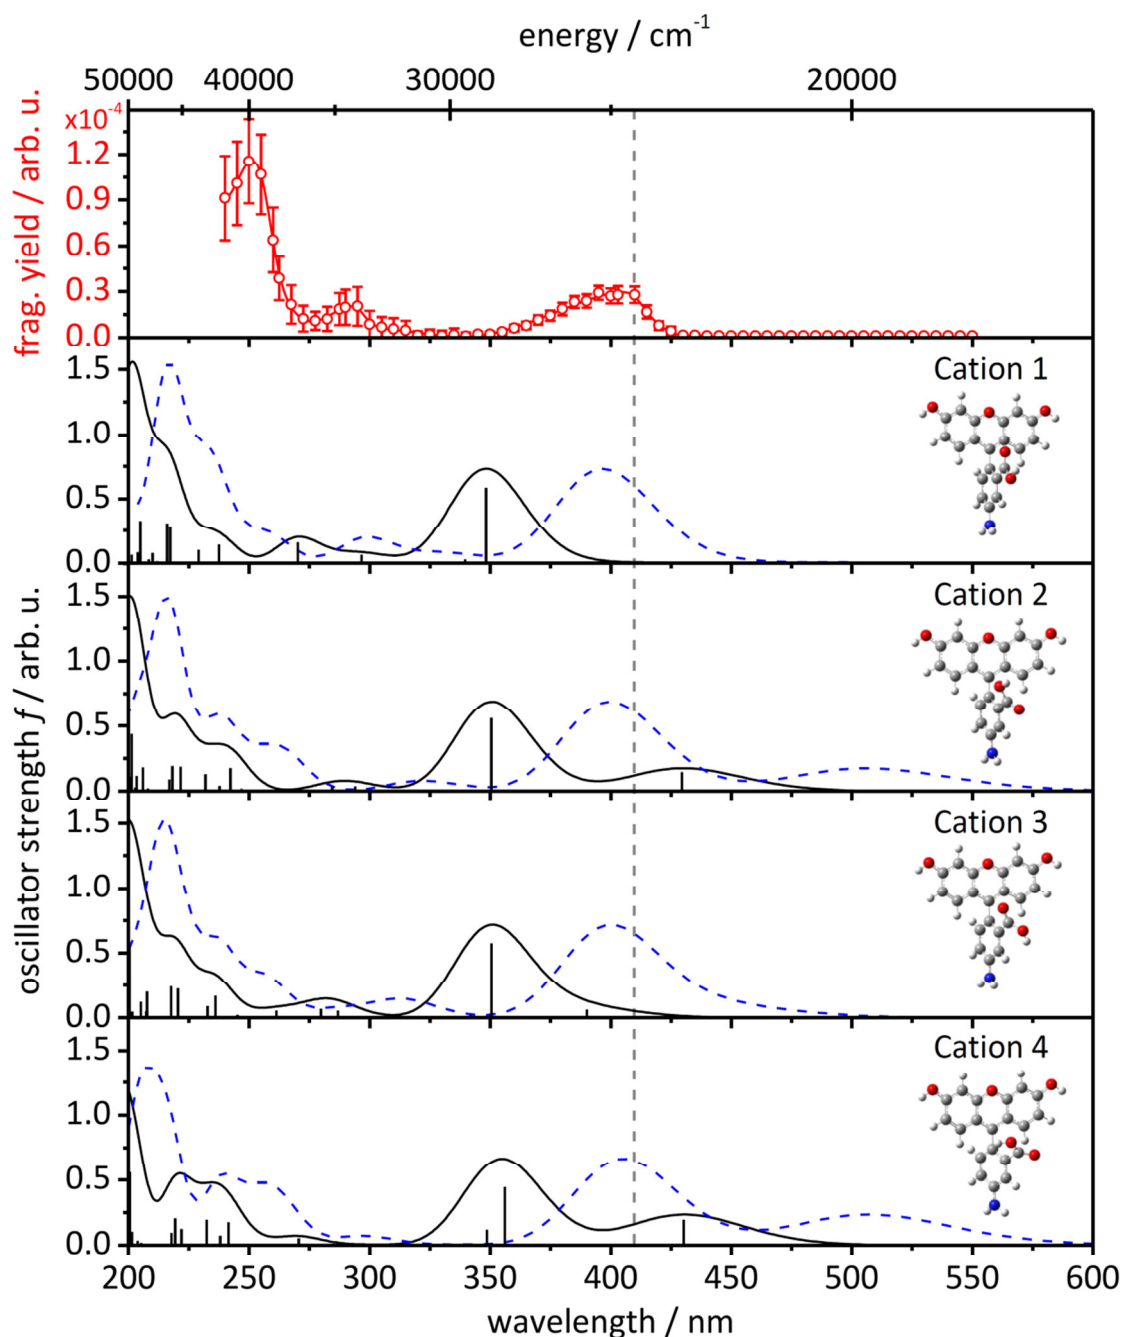 energy / cm⁻¹
50000 40000 30000 20000
x10⁻⁴
1.2
0.9
0.6
0.3
0.0
frag. yield / arb. u.
Cation 1
1.5
1.0
0.5
0.0
Cation 2
1.5
1.0
0.5
0.0
oscillator strength f / arb. u.
Cation 3
1.5
1.0
0.5
0.0
Cation 4
1.5
1.0
0.5
0.0
200 250 300 350 400 450 500 550 600
wavelength / nm